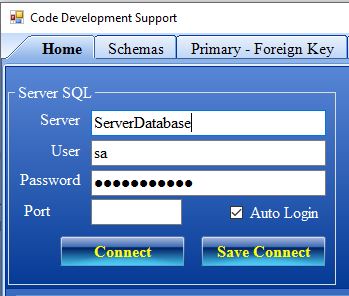 Code Development Support
Home Schemas Primary - Foreign Key
Server SQL
Server ServerDatabase
User sa
Password ●●●●●●●●●●●
Port Auto Login
Connect Save Connect